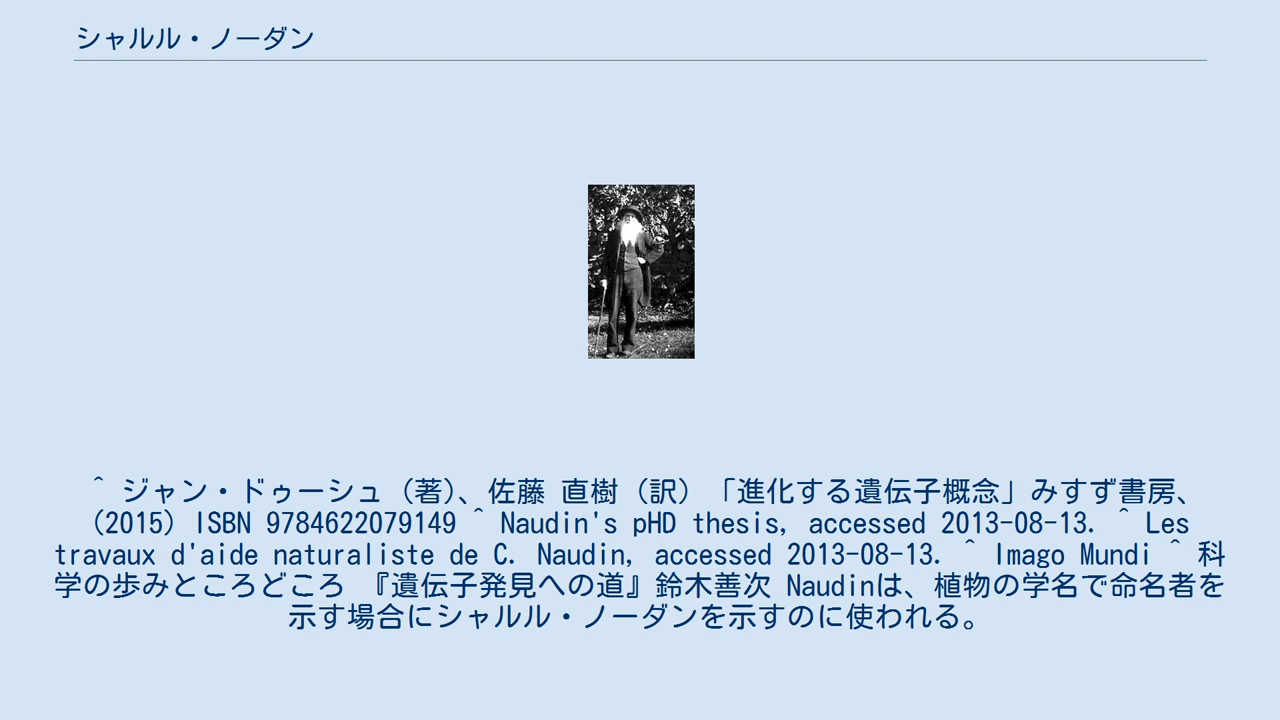 シャルル・ノーダン
^ ジャン・ドゥーシュ（著）、佐藤 直樹（訳）「進化する遺伝子概念」みすず書房、
（2015）ISBN 9784622079149 ^ Naudin's pHD thesis, accessed 2013-08-13. ^ Les
travaux d'aide naturaliste de C. Naudin, accessed 2013-08-13. ^ Imago Mundi ^ 科
学の歩みところどころ 『遺伝子発見への道』鈴木善次 Naudinは、植物の学名で命名者を
示す場合にシャルル・ノーダンを示すのに使われる。